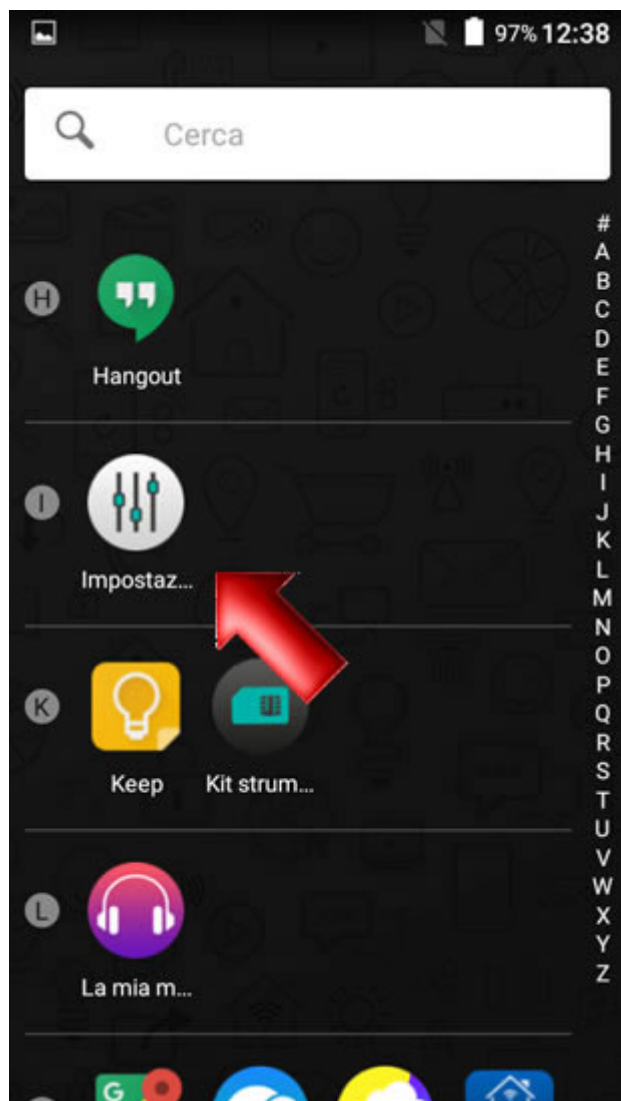 97% 12:38
Cerca
#
A
B
C
D
E
F
G
H
I
J
K
L
M
N
O
P
Q
R
S
T
U
V
W
X
Y
Z
H
Hangout
I
Impostaz...
K
Keep Kit strum...
L
La mia m...
G